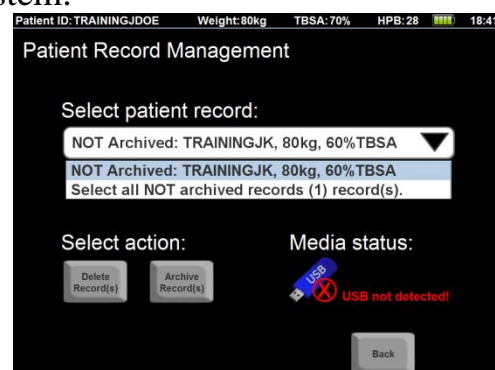 stem.
Patient ID: TRAININGJDOE Weight: 80kg TBSA: 70% HPB: 28 18:41
Patient Record Management
Select patient record:
NOT Archived: TRAININGJK, 80kg, 60%TBSA
NOT Archived: TRAININGJK, 80kg, 60%TBSA
Select all NOT archived records (1) record(s).
Select action:
Media status:
Delete
Record(s)
Archive
Record(s)
USB
USB not detected!
Back